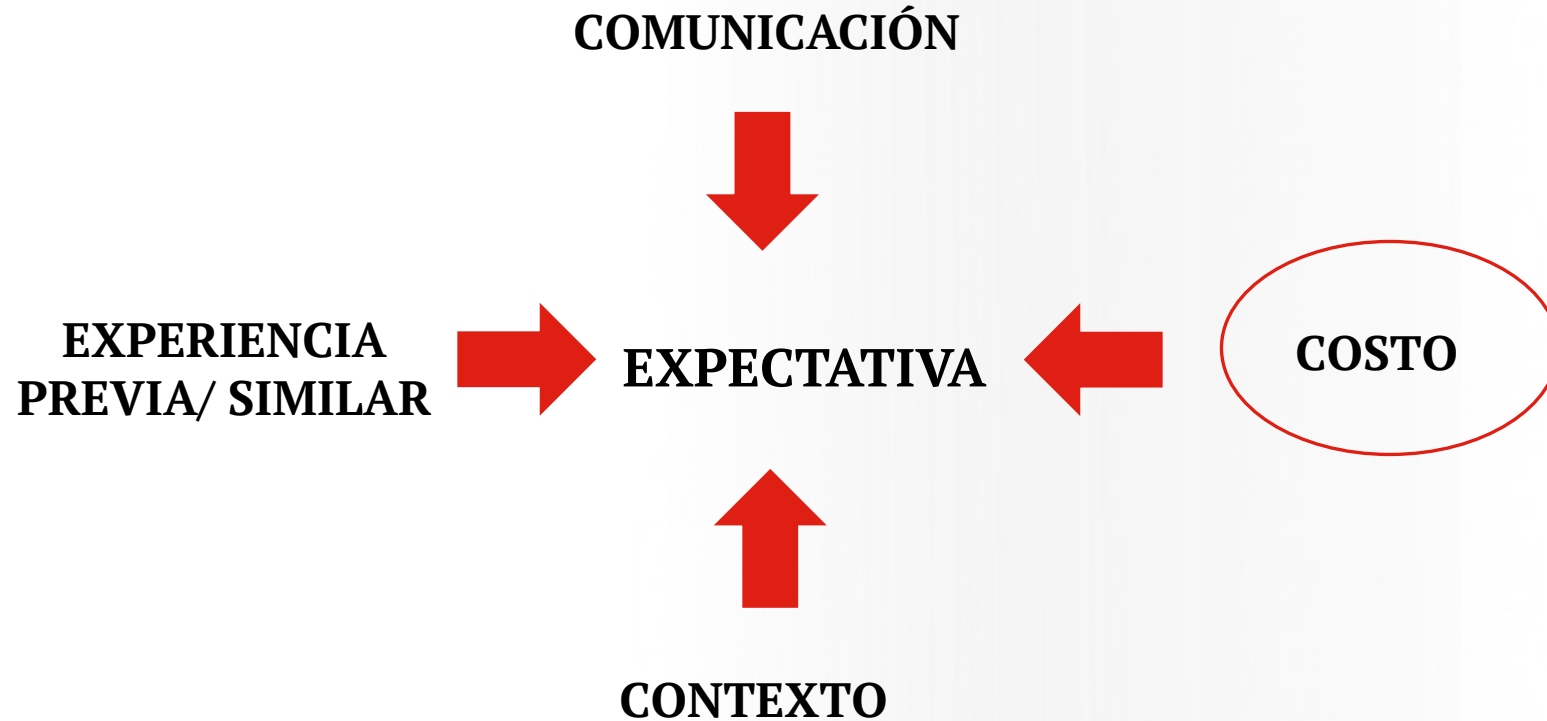 COMUNICACIÓN
EXPERIENCIA
PREVIA/ SIMILAR
EXPECTATIVA
COSTO
CONTEXTO